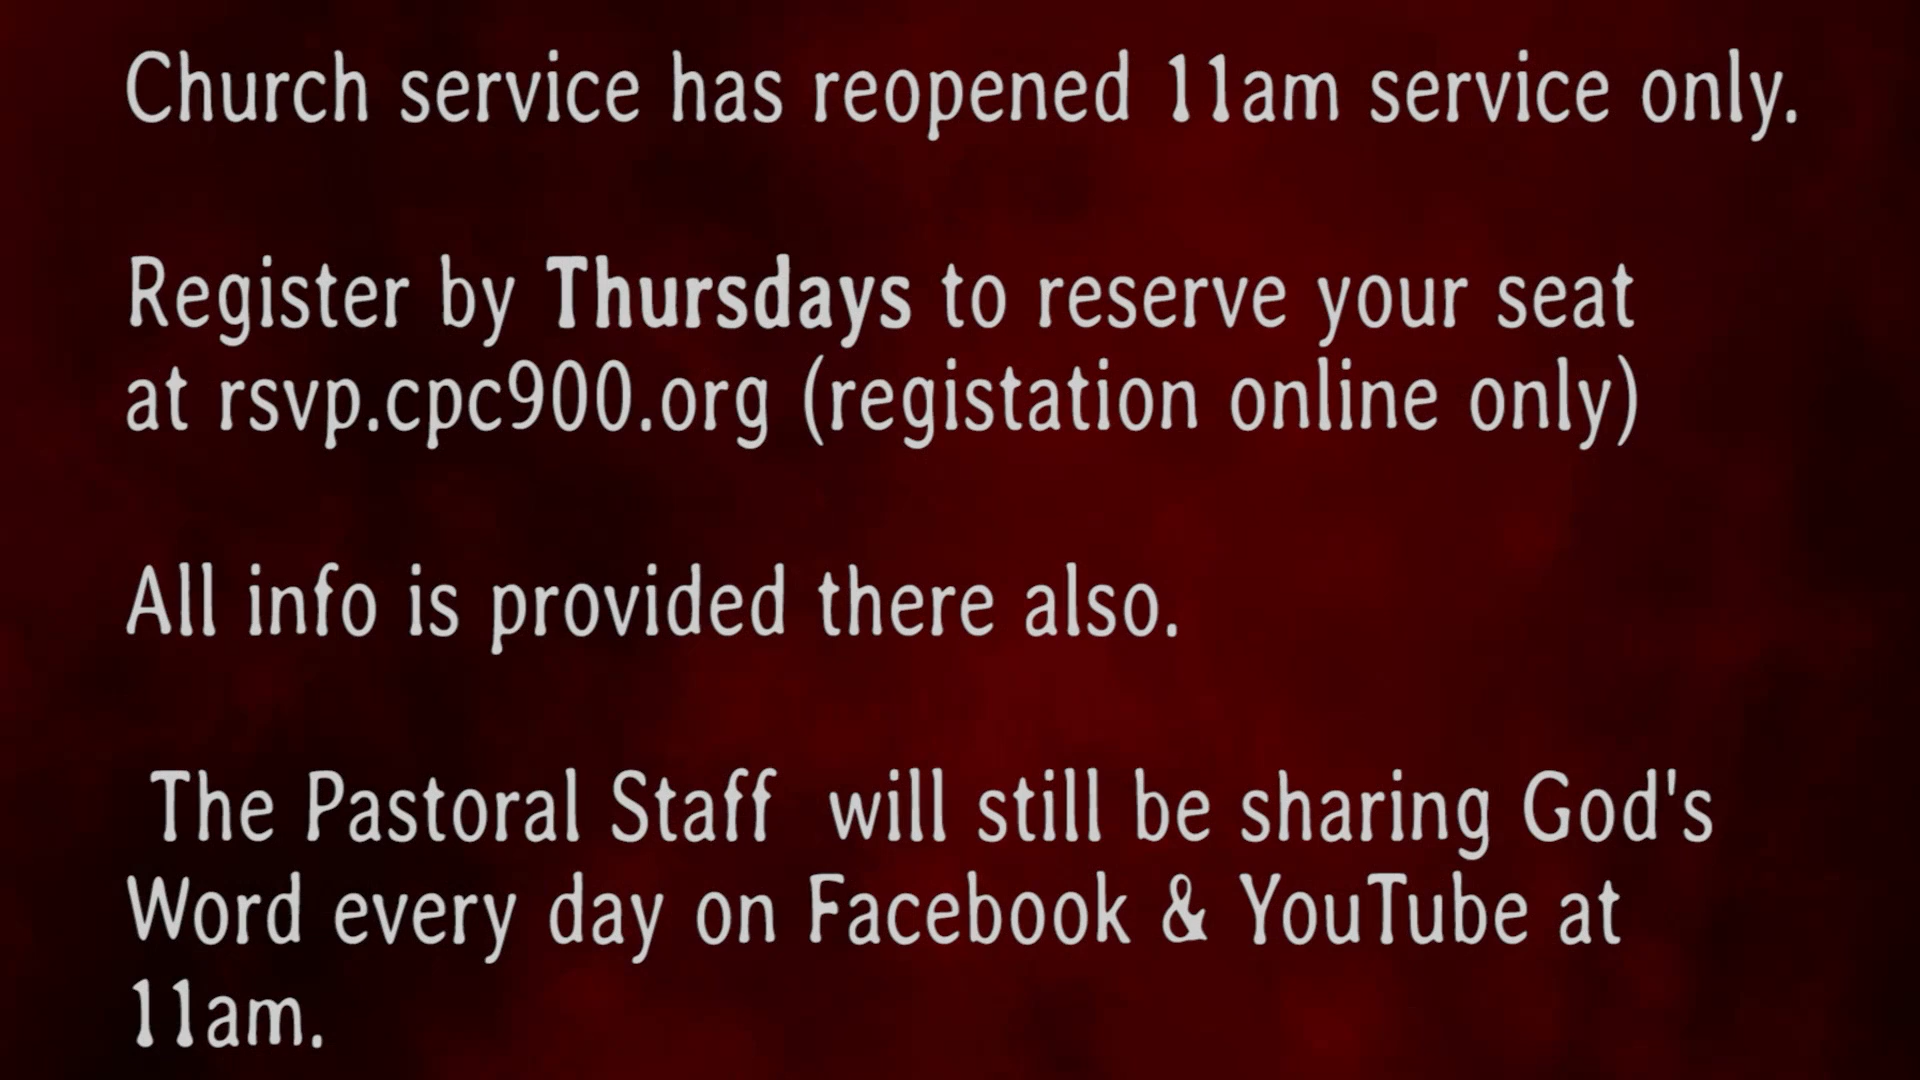 Church service has reopened 11am service only.
Register by Thursdays to reserve your seat
at rsvp.cpc900.org (registation online only)
All info is provided there also.
The Pastoral Staff  will still be sharing God's
Word every day on Facebook & YouTube at
11am.